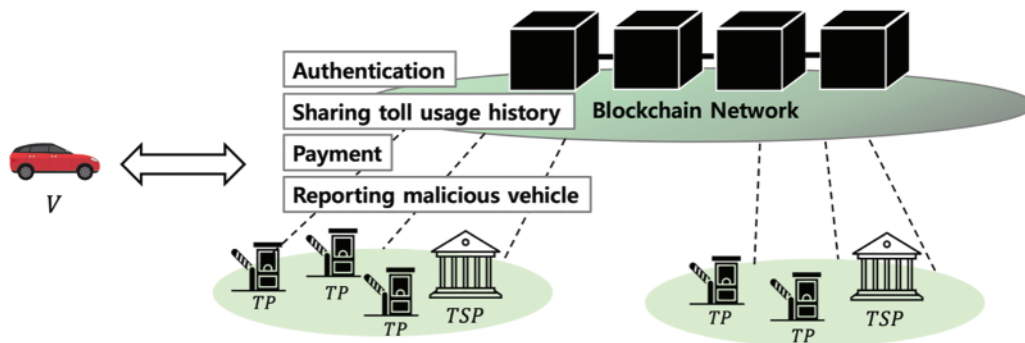 Authentication
Sharing toll usage history
Blockchain Network
Payment
Reporting malicious vehicle
V
TP
TP
TP
TSP
TP
TP
TSP